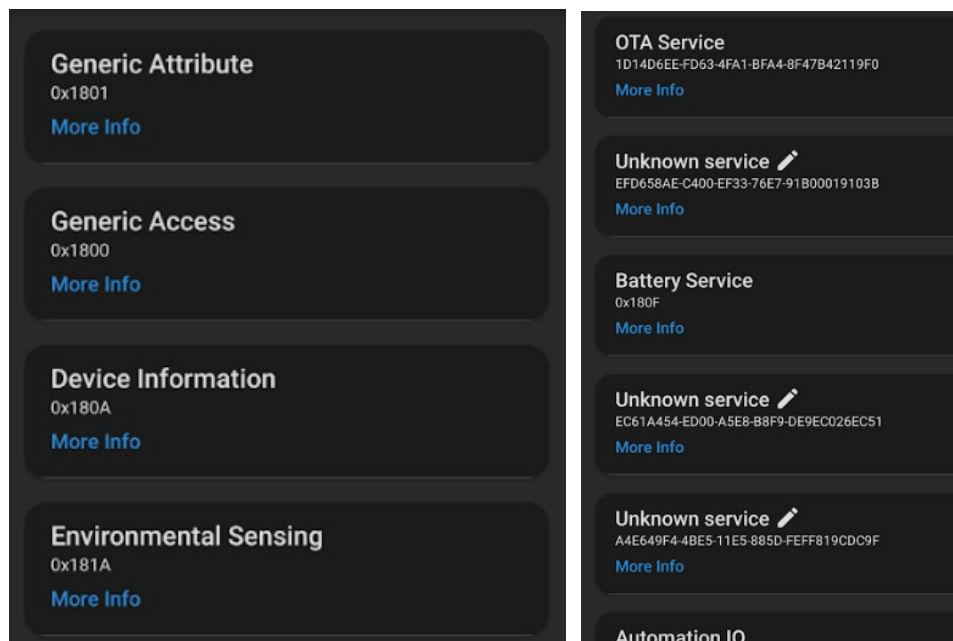 Generic Attribute
0x1801
More Info
Generic Access
0x1800
More Info
Device Information
0x180A
More Info
Environmental Sensing
0x181A
More Info
OTA Service
1D14D6EE-FD63-4FA1-BFA4-8F47B42119F0
More Info
Unknown service
EFD658AE-C400-EF33-76E7-91B00019103B
More Info
Battery Service
0x180F
More Info
Unknown service
EC61A454-ED00-A5E8-B8F9-DE9EC026EC51
More Info
Unknown service
A4E649F4-4BE5-11E5-885D-FEFF819CDC9F
More Info
Automation IO